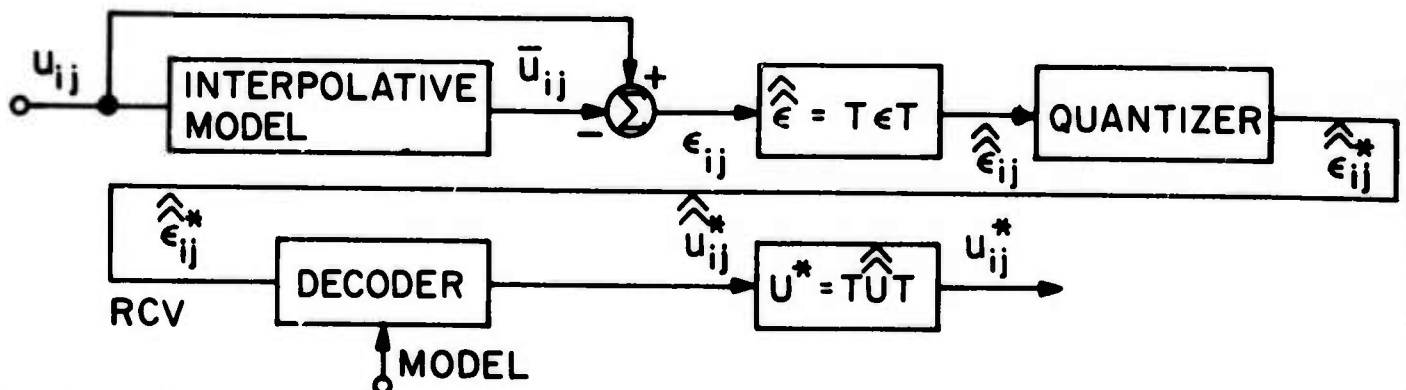 u_ij
INTERPOLATIVE
MODEL
ū_ij
+
Σ
−
ϵ_ij
ϵ̂̂ = TϵT
ϵ̂̂_ij
QUANTIZER
ϵ̂̂*_ij
ϵ̂̂*_ij
RCV
DECODER
MODEL
û̂*_ij
U* = TÛ̂T
u*_ij